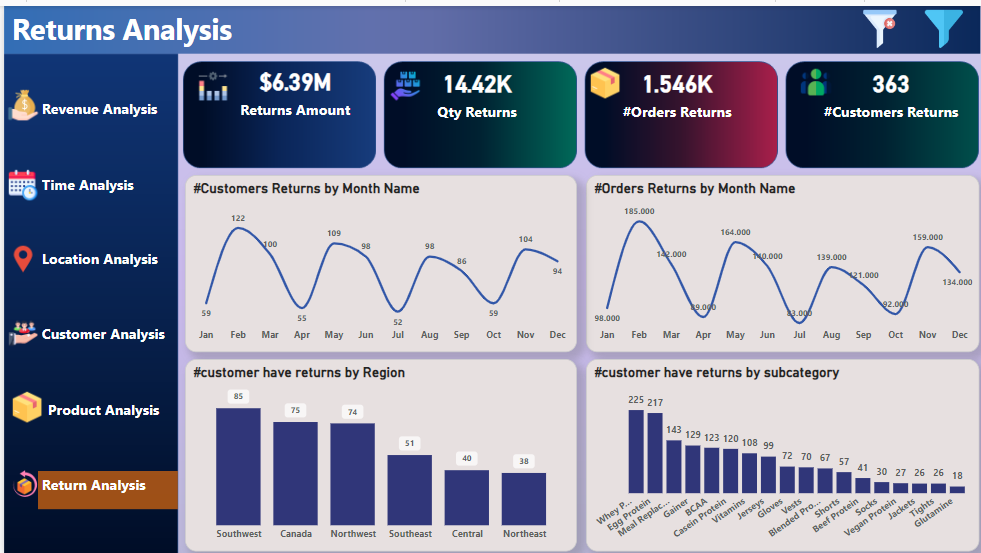 Returns Analysis
Revenue Analysis
Time Analysis
Location Analysis
Customer Analysis
Product Analysis
Return Analysis
$6.39M
Returns Amount
14.42K
Qty Returns
1.546K
#Orders Returns
363
#Customers Returns
#Customers Returns by Month Name
59 122 100 55 109 98 52 98 86 59 104 94
Jan Feb Mar Apr May Jun Jul Aug Sep Oct Nov Dec
#Orders Returns by Month Name
98.000 185.000 142.000 89.000 164.000 140.000 83.000 139.000 121.000 92.000 159.000 134.000
Jan Feb Mar Apr May Jun Jul Aug Sep Oct Nov Dec
#customer have returns by Region
85 75 74 51 40 38
Southwest Canada Northwest Southeast Central Northeast
#customer have returns by subcategory
225 217 143 129 123 120 108 99 72 70 67 57 41 30 27 26 26 18
Whey P... Egg Protein Meal Replac... Gainer BCAA Casein Protein Vitamins Jerseys Gloves Vests Blended Pro... Shorts Beef Protein Socks Vegan Protein Jackets Tights Glutamine